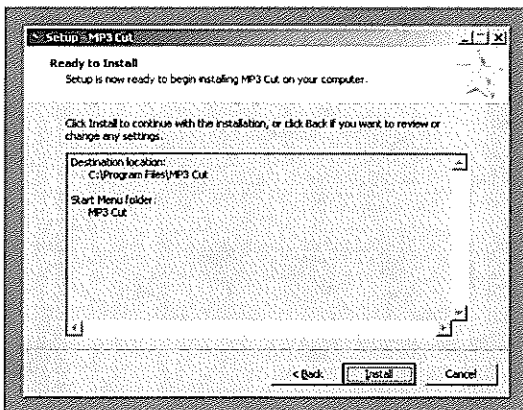 Setup - MP3 Cut
Ready to Install
Setup is now ready to begin installing MP3 Cut on your computer.
Click Install to continue with the installation, or click Back if you want to review or
change any settings.
Destination location:
C:\Program Files\MP3 Cut
Start Menu folder:
MP3 Cut
< Back
Install
Cancel